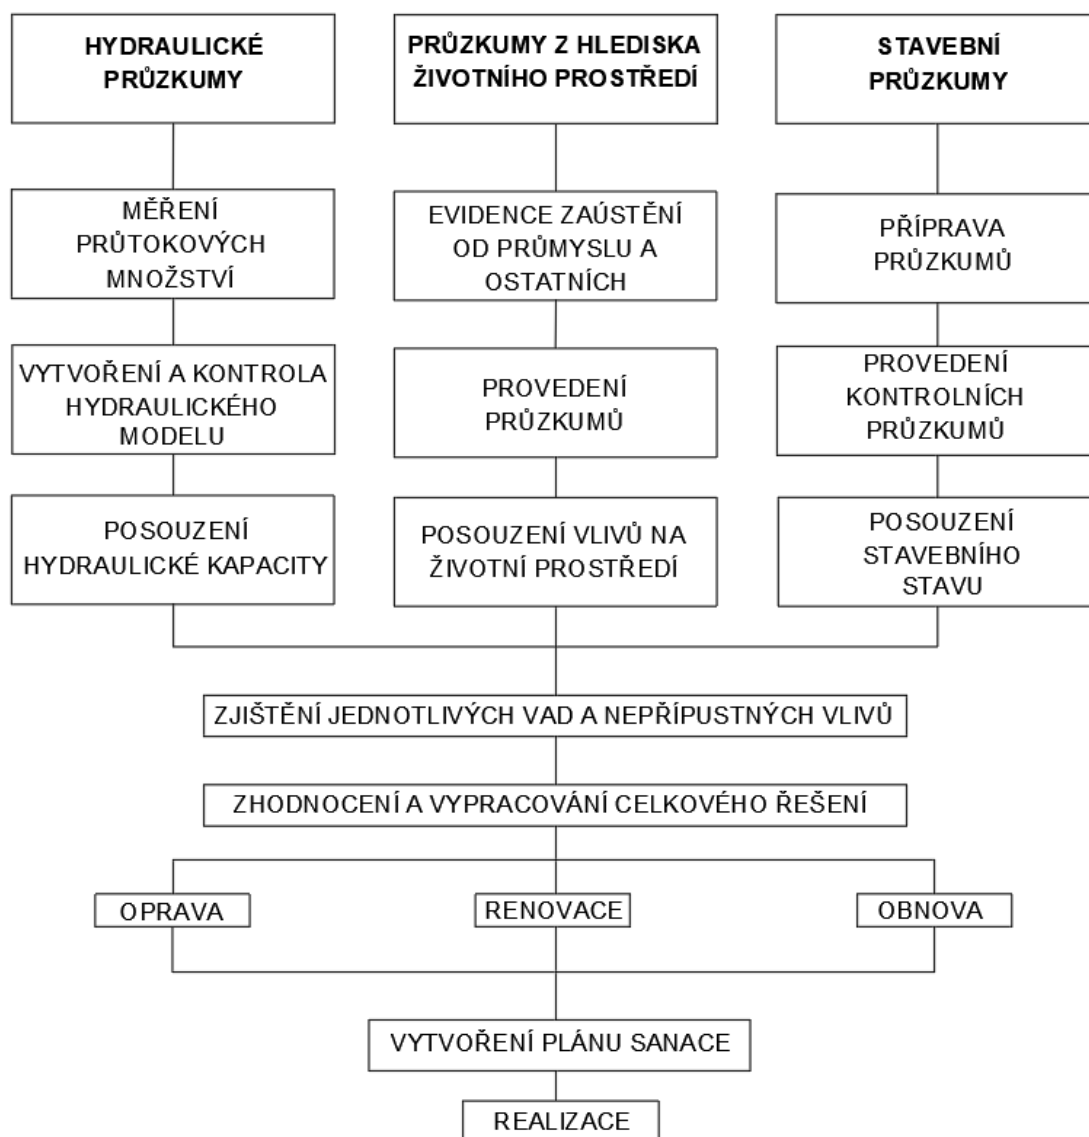 HYDRAULICKÉ
PRŮZKUMY
PRŮZKUMY Z HLEDISKA
ŽIVOTNÍHO PROSTŘEDÍ
STAVEBNÍ
PRŮZKUMY
MĚŘENÍ
PRŮTOKOVÝCH
MNOŽSTVÍ
EVIDENCE ZAÚSTĚNÍ
OD PRŮMYSLU A
OSTATNÍCH
PŘÍPRAVA
PRŮZKUMŮ
VYTVOŘENÍ A KONTROLA
HYDRAULICKÉHO
MODELU
PROVEDENÍ
PRŮZKUMŮ
PROVEDENÍ
KONTROLNÍCH
PRŮZKUMŮ
POSOUZENÍ
HYDRAULICKÉ KAPACITY
POSOUZENÍ VLIVŮ NA
ŽIVOTNÍ PROSTŘEDÍ
POSOUZENÍ
STAVEBNÍHO
STAVU
ZJIŠTĚNÍ JEDNOTLIVÝCH VAD A NEPŘÍPUSTNÝCH VLIVŮ
ZHODNOCENÍ A VYPRACOVÁNÍ CELKOVÉHO ŘEŠENÍ
OPRAVA
RENOVACE
OBNOVA
VYTVOŘENÍ PLÁNU SANACE
REALIZACE